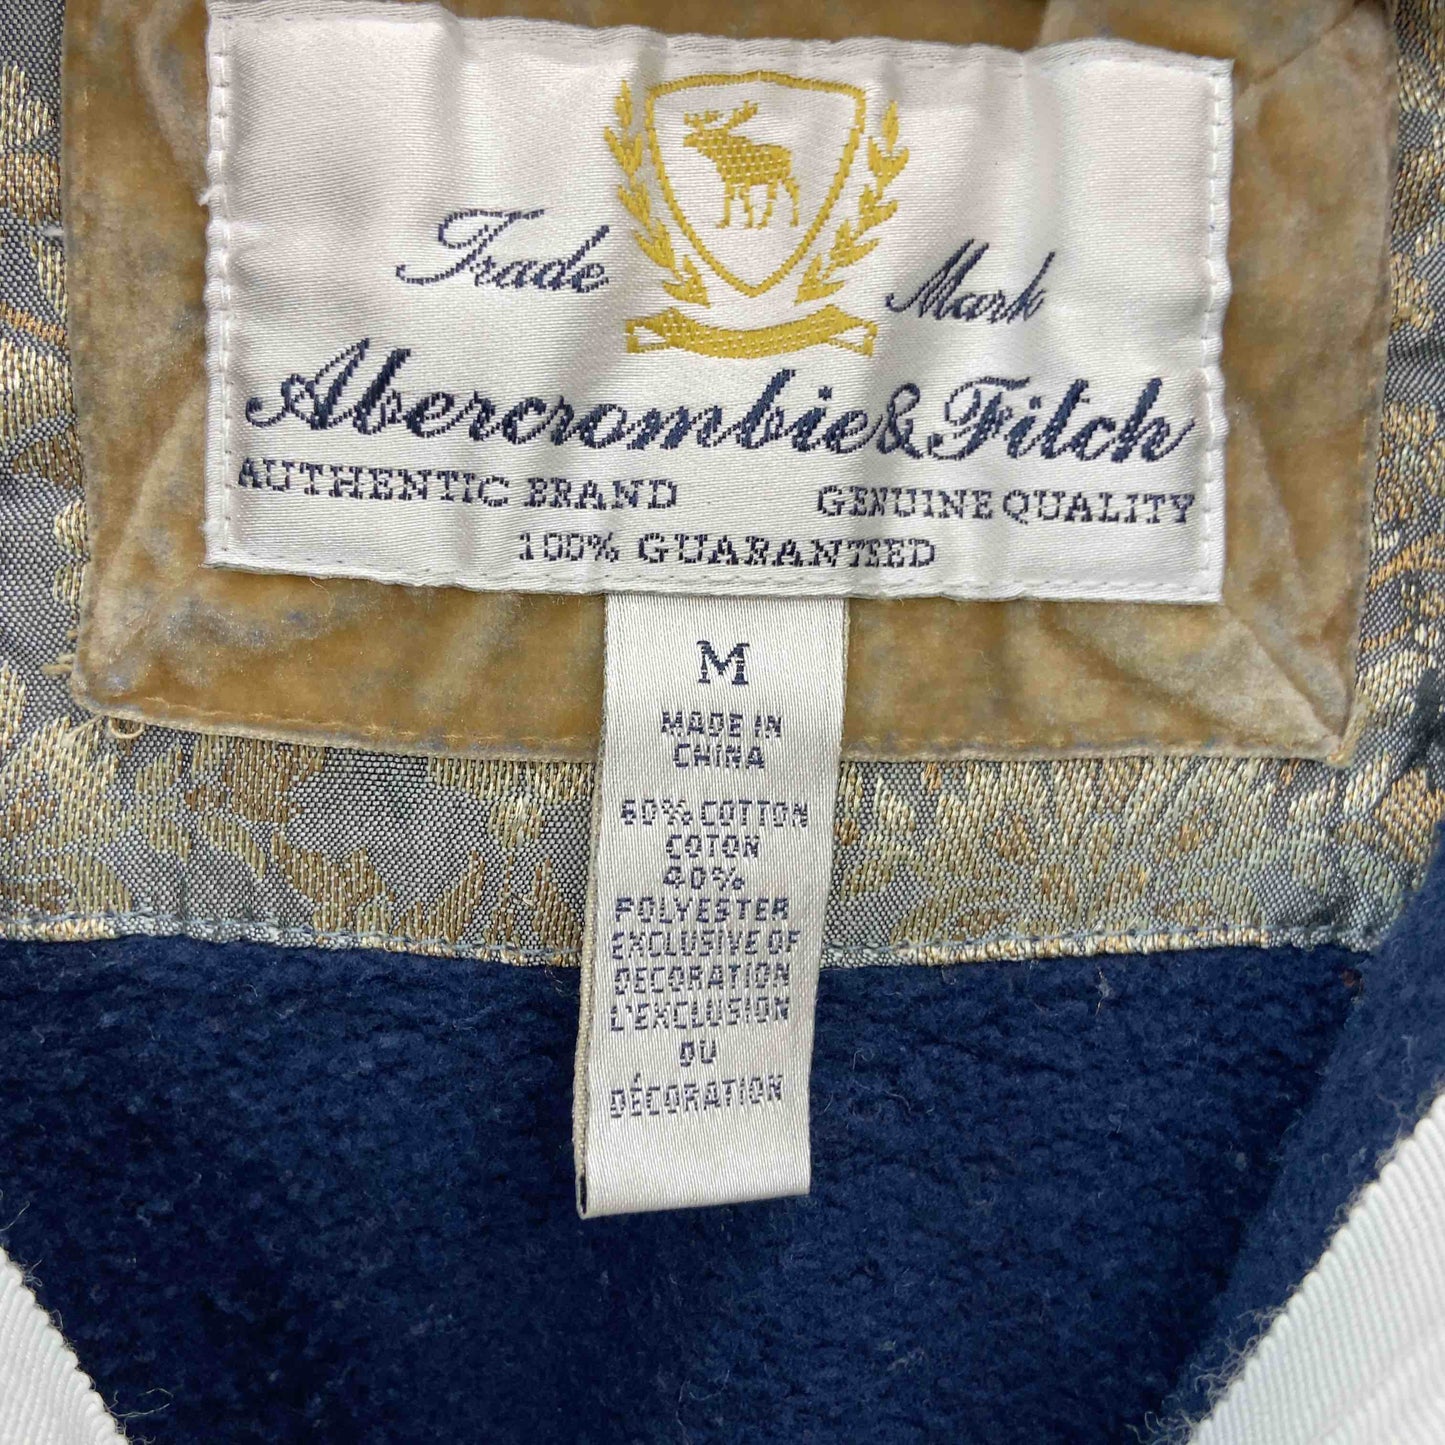 Trade Mark
Abercrombie & Fitch
AUTHENTIC BRAND GENUINE QUALITY
100% GUARANTEED
M
MADE IN
CHINA
60% COTTON
COTON
40%
POLYESTER
EXCLUSIVE OF
DECORATION
L'EXCLUSION
DU
DÉCORATION